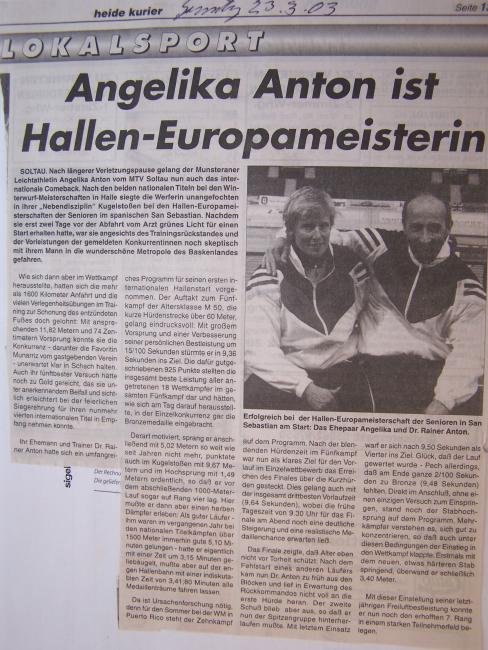 heide kurier
23.3.03
Seite
LOKALSPORT
Angelika Anton ist
Hallen-Europameisterin
SOLTAU. Nach längerer Verletzungspause gelang der Munsteraner
Leichtathletin Angelika Anton vom MTV Soltau nun auch das inter-
nationale Comeback. Nach den beiden nationalen Titeln bei den Win-
terwurf-Meisterschaften in Halle siegte die Werferin unangefochten
in ihrer „Nebendisziplin" Kugelstoßen bei den Hallen-Europamei-
sterschaften der Senioren im spanischen San Sebastian. Nachdem
sie erst zwei Tage vor der Abfahrt vom Arzt grünes Licht für einen
Start erhalten hatte, war sie angesichts des Trainingsrückstandes und
der Vorleistungen der gemeldeten Konkurrentinnen noch skeptisch
mit ihrem Mann in die wunderschöne Metropole des Baskenlandes
gefahren.
Wie sich dann aber im Wettkampf
herausstellte, hatten sich die mehr
als 1600 Kilometer Anfahrt und die
vielen Verlegenheitsübungen im Trai-
ning zur Schonung des entzündeten
Fußes doch gelohnt: Mit anspre-
chenden 11,82 Metern und 74 Zen-
timetern Vorsprung konnte sie die
Konkurrenz - darunter die Favoritin
Munarriz vom gastgebenden Verein
- unerwartet klar in Schach halten.
Auch ihr fünftbester Versuch hätte
noch zu Gold gereicht, das sie un-
ter anerkennendem Beifall und sicht-
lich erleichtert bei der feierlichen
Siegerehrung für ihren nunmehr
vierten internationalen Titel in Emp-
fang nehmen konnte.
Ihr Ehemann und Trainer Dr. Rai-
ner Anton hatte sich ein umfangrei-
ches Programm für seinen ersten in-
ternationalen Hallenstart vorge-
nommen. Der Auftakt zum Fünf-
kampf der Altersklasse M 50, die
kurze Hürdenstrecke über 60 Meter,
gelang eindrucksvoll: Mit großem
Vorsprung und einer Verbesserung
seiner persönlichen Bestleistung um
15/100 Sekunden stürmte er in 9,36
Sekunden ins Ziel. Die dafür gutge-
schriebenen 925 Punkte stellten die
insgesamt beste Leistung aller an-
getretenen 18 Wettkämpfer im ge-
samten Fünfkampf dar und hätten,
wie sich am Tag darauf herausstell-
te, in der Einzelkonkurrenz gar die
Bronzemedaille eingebracht.
Derart motiviert, sprang er anschlie-
ßend mit 5,02 Metern so weit wie
seit Jahren nicht mehr, punktete
auch im Kugelstoßen mit 9,67 Me-
tern und im Hochsprung mit 1,49
Metern ordentlich, so daß er vor
dem abschließenden 1000-Meter-
Lauf sogar auf Rang vier lag. Hier
mußte er dann aber einen herben
Dämpfer erleben: Als guter Läufer -
ihm waren im vergangenen Jahr bei
den nationalen Titelkämpfen über
1500 Meter immerhin gute 5,10 Mi-
nuten gelungen - hatte er eigentlich
mit einer Zeit um 3,15 Minuten ge-
liebäugelt, mußte aber auf der en-
gen Hallenbahn mit einer indiskuta-
blen Zeit von 3,41,80 Minuten alle
Medaillenträume fahren lassen.
Da ist Ursachenforschung nötig,
denn für den Sommer bei der WM in
Puerto Rico steht der Zehnkampf
Erfolgreich bei der Hallen-Europameisterschaft der Senioren in San
Sebastian am Start: Das Ehepaar Angelika und Dr. Rainer Anton.
auf dem Programm. Nach der blen-
denden Hürdenzeit im Fünfkampf
war nun als klares Ziel für den Vor-
lauf im Einzelwettbewerb das Errei-
chen des Finales über die Kurzhür-
den gesteckt. Dies gelang auch mit
der insgesamt drittbesten Vorlaufzeit
(9,64 Sekunden), wobei die frühe
Tageszeit von 9.30 Uhr für das Fi-
nale am Abend noch eine deutliche
Steigerung und eine realistische Me-
daillenchance erwarten ließ.
Das Finale zeigte, daß Alter eben
nicht vor Torheit schützt: Nach dem
Fehlstart eines anderen Läufers
kam nun Dr. Anton zu früh aus den
Blöcken und lief in Erwartung des
Rückkommandos nicht voll an die
erste Hürde heran. Der zweite
Schuß blieb aber aus, so daß er
nun der Spitzengruppe hinterher-
laufen mußte. Mit letztem Einsatz
warf er sich nach 9,50 Sekunden als
Vierter ins Ziel. Glück, daß der Lauf
gewertet wurde - Pech allerdings,
daß am Ende ganze 2/100 Sekun-
den zu Bronze (9,48 Sekunden)
fehlten. Direkt im Anschluß, ohne ei-
nen einzigen Versuch zum Einsprin-
gen, stand noch der Stabhoch-
sprung auf dem Programm. Mehr-
kämpfer verstehen es, sich gut zu
konzentrieren, so daß auch unter
diesen Bedingungen der Einstieg in
den Wettkampf klappte. Erstmals mit
dem neuen, etwas härteren Stab
springend, überwand er schließlich
3,40 Meter.
Mit dieser Einstellung seiner letzt-
jährigen Freiluftbestleistung konnte
er nun noch den erhofften 7. Rang
in einem starken Teilnehmerfeld be-
legen.
sigei
Der Rechnu
Die geliefer